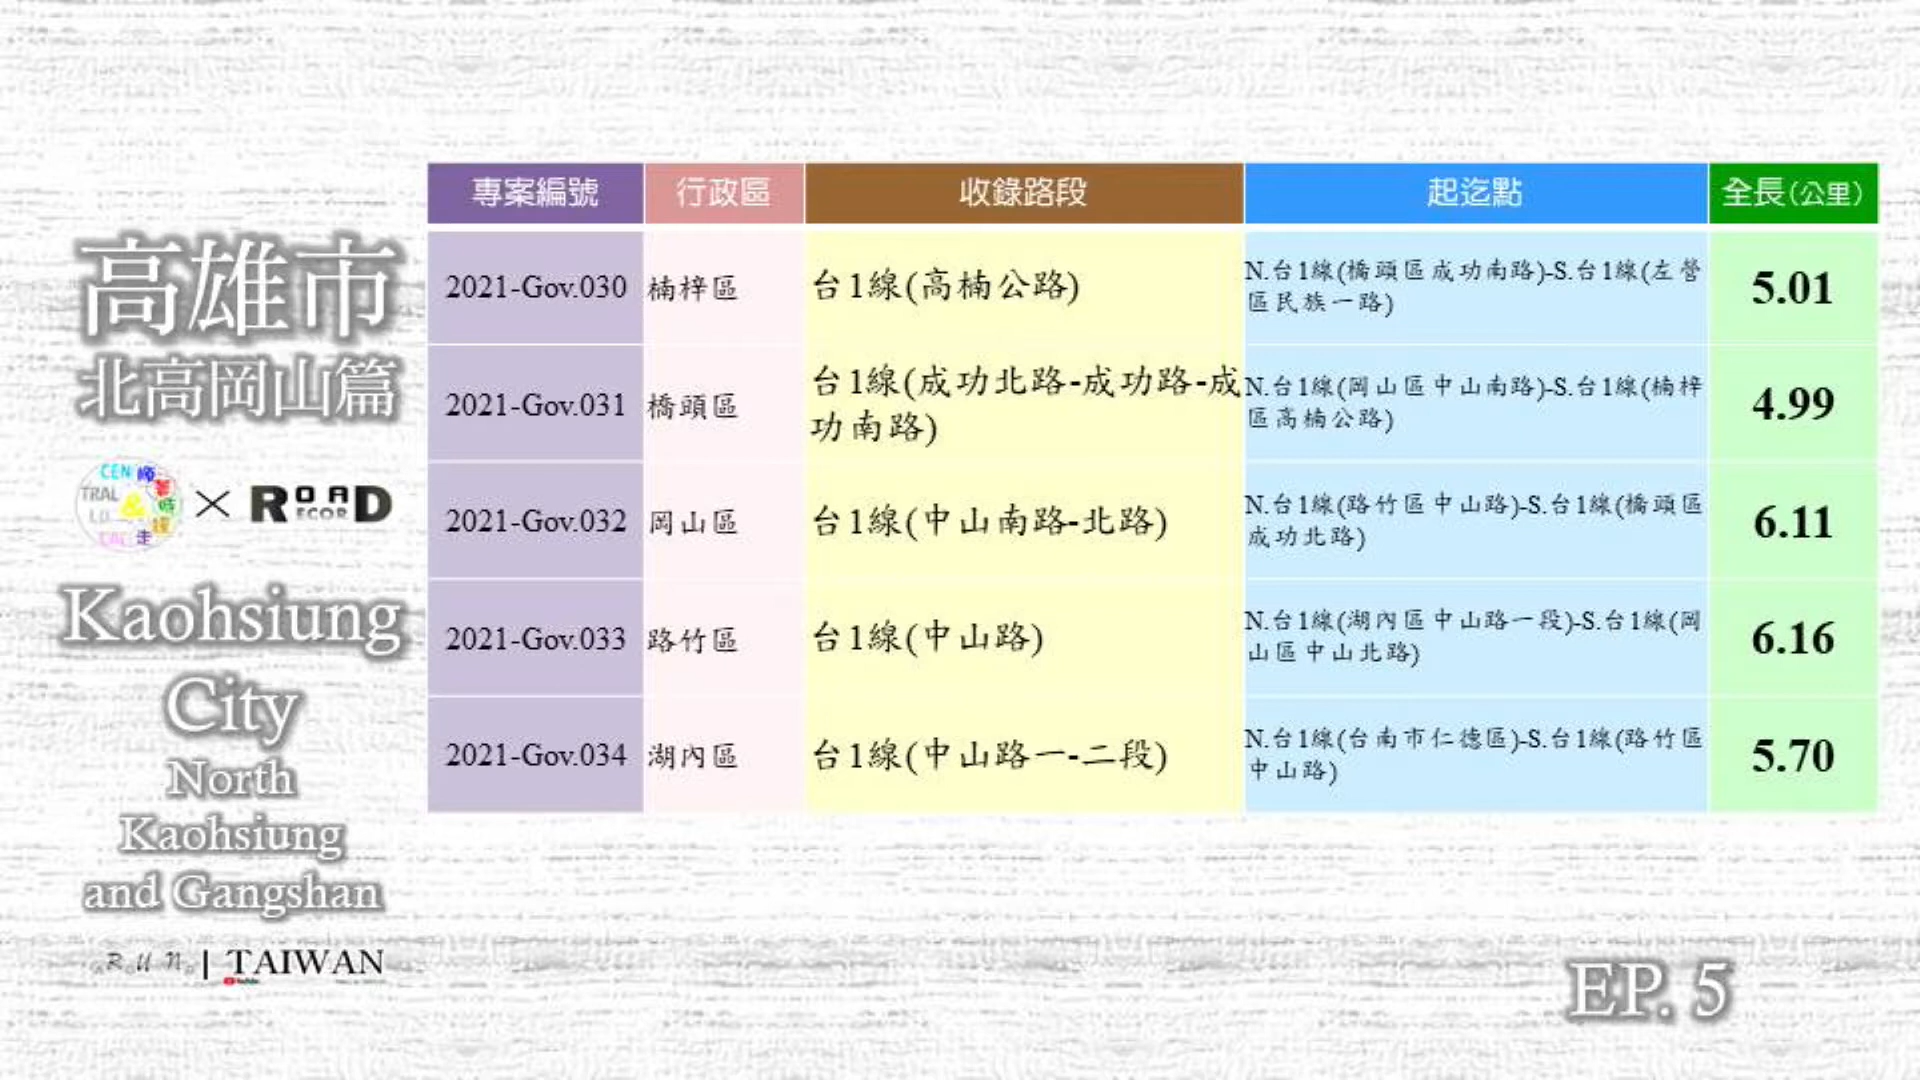 高雄市
北高岡山篇
CEN
TRAL
&
走
× ROAD
RECORD
Kaohsiung
City
North
Kaohsiung
and Gangshan
RUN | TAIWAN
專案編號 行政區 收錄路段 起迄點 全長(公里)
2021-Gov.030 楠梓區 台1線(高楠公路) N.台1線(橋頭區成功南路)-S.台1線(左營
區民族一路) 5.01
2021-Gov.031 橋頭區 台1線(成功北路-成功路-成
功南路) N.台1線(岡山區中山南路)-S.台1線(楠梓
區高楠公路) 4.99
2021-Gov.032 岡山區 台1線(中山南路-北路) N.台1線(路竹區中山路)-S.台1線(橋頭區
成功北路) 6.11
2021-Gov.033 路竹區 台1線(中山路) N.台1線(湖內區中山路一段)-S.台1線(岡
山區中山北路) 6.16
2021-Gov.034 湖內區 台1線(中山路一-二段) N.台1線(台南市仁德區)-S.台1線(路竹區
中山路) 5.70
EP. 5